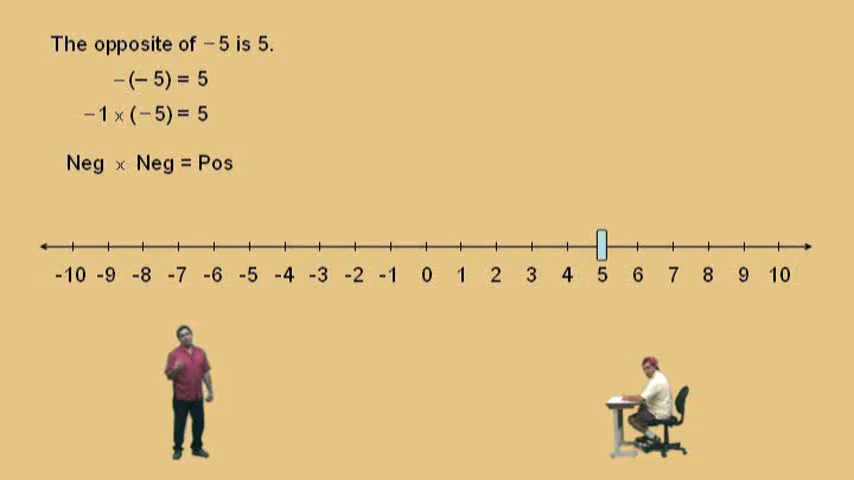 The opposite of −5 is 5.
−(− 5) = 5
−1 x (−5) = 5
Neg x Neg = Pos
-10 -9 -8 -7 -6 -5 -4 -3 -2 -1 0 1 2 3 4 5 6 7 8 9 10